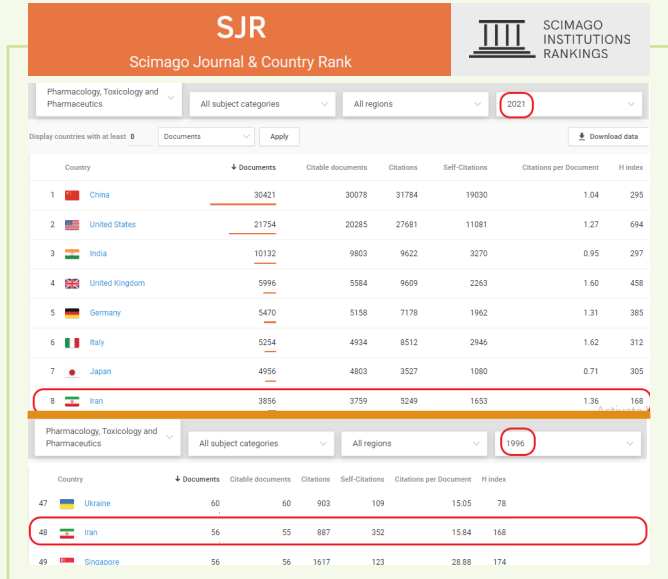 SJR
Scimago Journal & Country Rank
SCIMAGO
INSTITUTIONS
RANKINGS
Pharmacology, Toxicology and
Pharmaceutics
All subject categories
All regions
2021
Display countries with at least 0 Documents Apply Download data
Country ↓ Documents Citable documents Citations Self-Citations Citations per Document H index
1 China 30421 30078 31784 19030 1.04 295
2 United States 21754 20285 27681 11081 1.27 694
3 India 10132 9803 9622 3270 0.95 297
4 United Kingdom 5996 5584 9609 2263 1.60 458
5 Germany 5470 5158 7178 1962 1.31 385
6 Italy 5254 4934 8512 2946 1.62 312
7 Japan 4956 4803 3527 1080 0.71 305
8 Iran 3856 3759 5249 1653 1.36 168
Pharmacology, Toxicology and
Pharmaceutics
All subject categories
All regions
1996
Country ↓ Documents Citable documents Citations Self-Citations Citations per Document H index
47 Ukraine 60 60 903 109 15.05 78
48 Iran 56 55 887 352 15.84 168
49 Singapore 56 56 1617 123 28.88 174